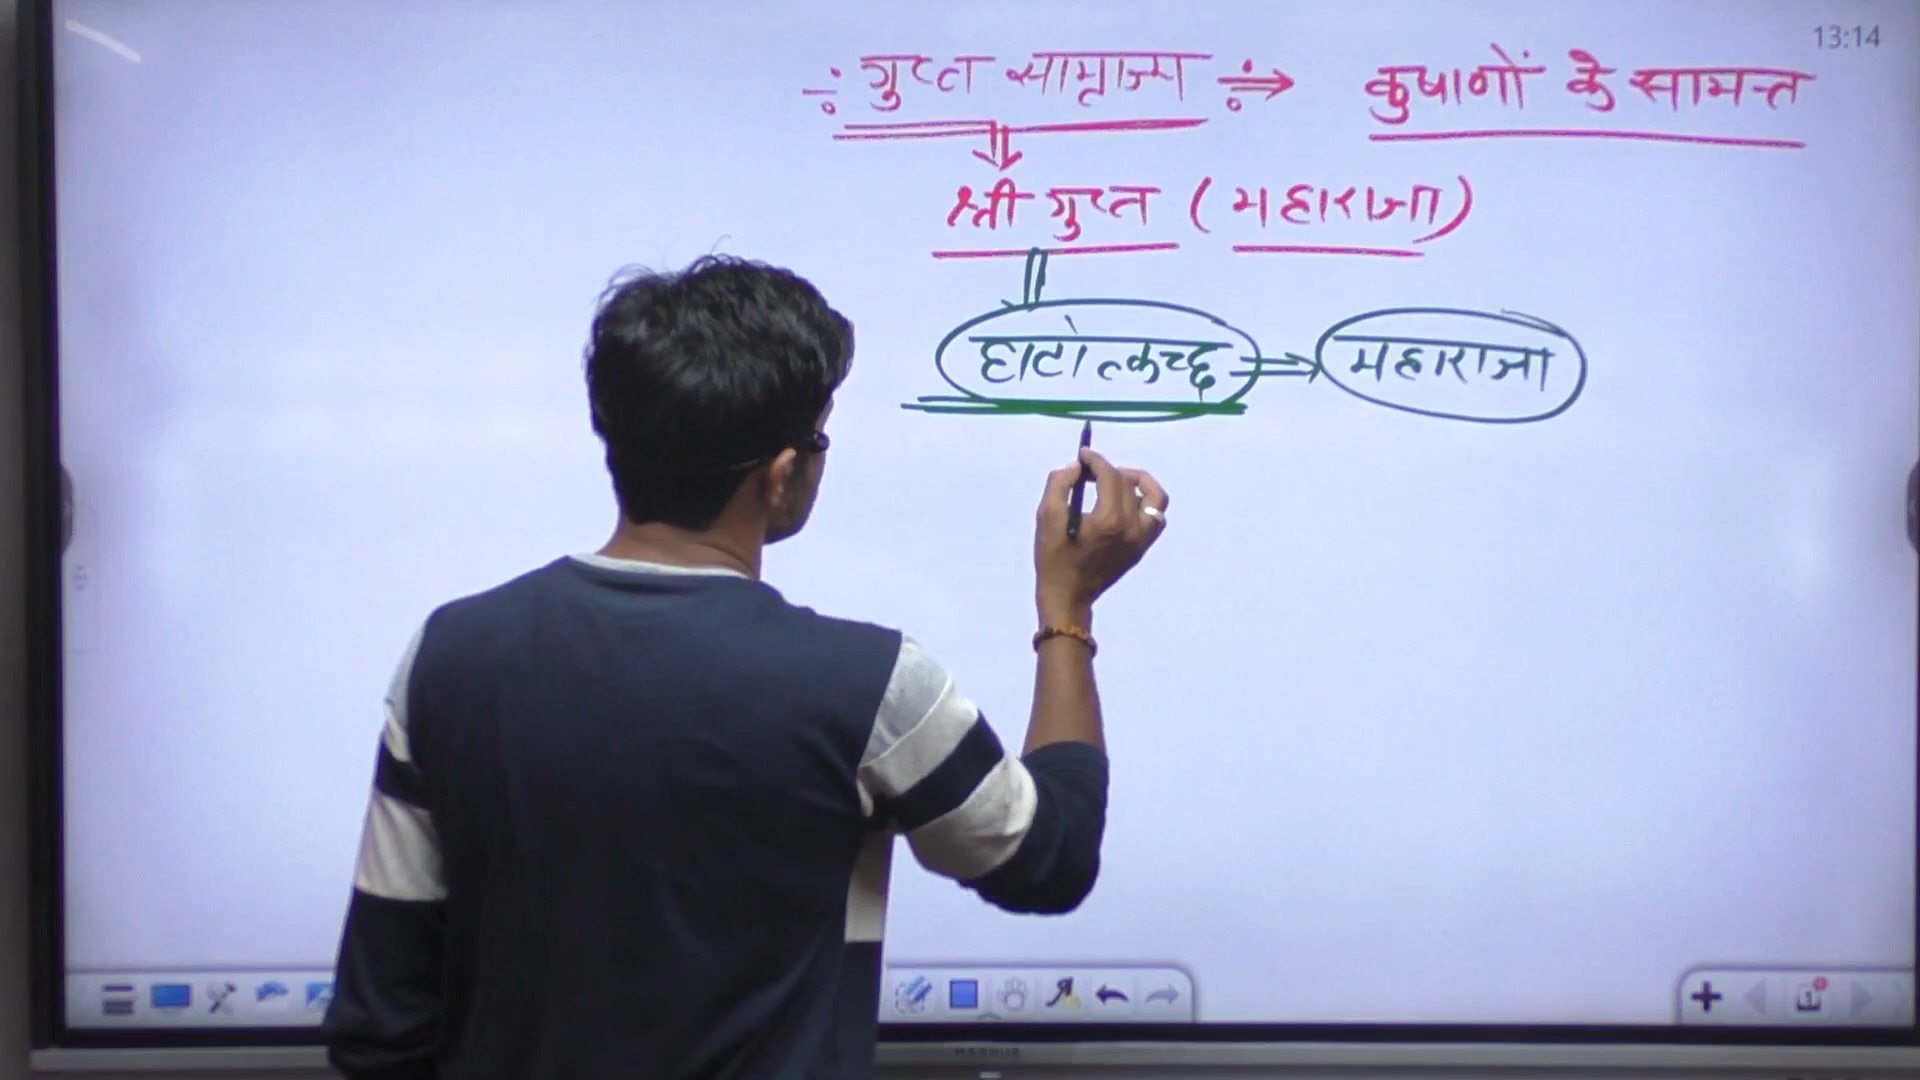 13:14
÷ गुप्त साम्राज्य ÷ ⇒ कुषाणों के सामन्त
श्री गुप्त (महाराजा)
घटोत्कच्छ ⇒ महाराजा